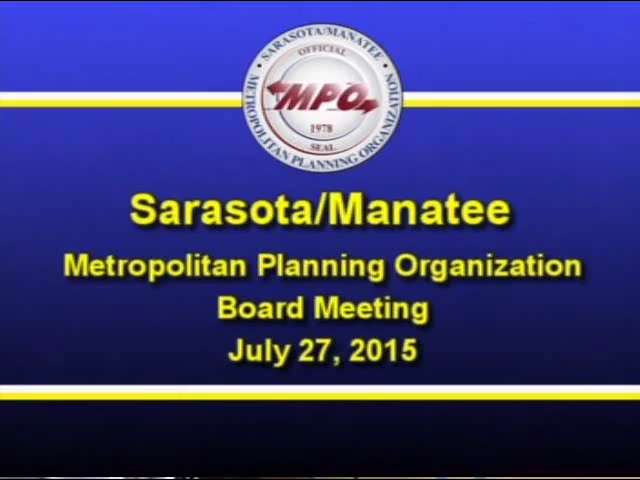 SARASOTA/MANATEE
METROPOLITAN PLANNING ORGANIZATION
OFFICIAL
MPO
1978
SEAL
Sarasota/Manatee
Metropolitan Planning Organization
Board Meeting
July 27, 2015